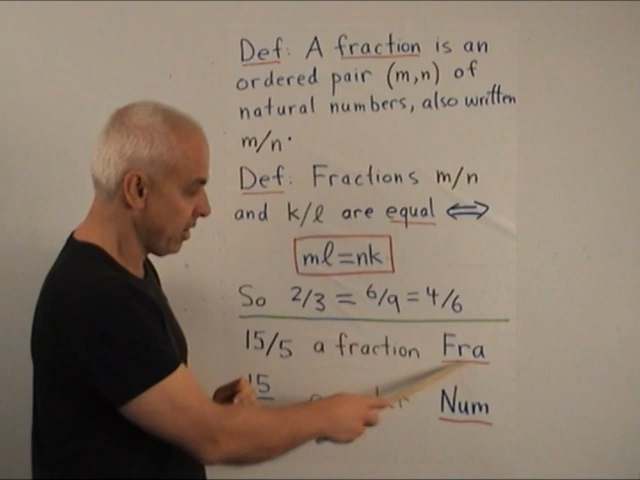 Def: A fraction is an
ordered pair (m,n) of
natural numbers, also written
m/n.
Def: Fractions m/n
and k/l are equal ⟺
ml=nk
So 2/3 = 6/9 = 4/6
15/5 a fraction Fra
15 Num